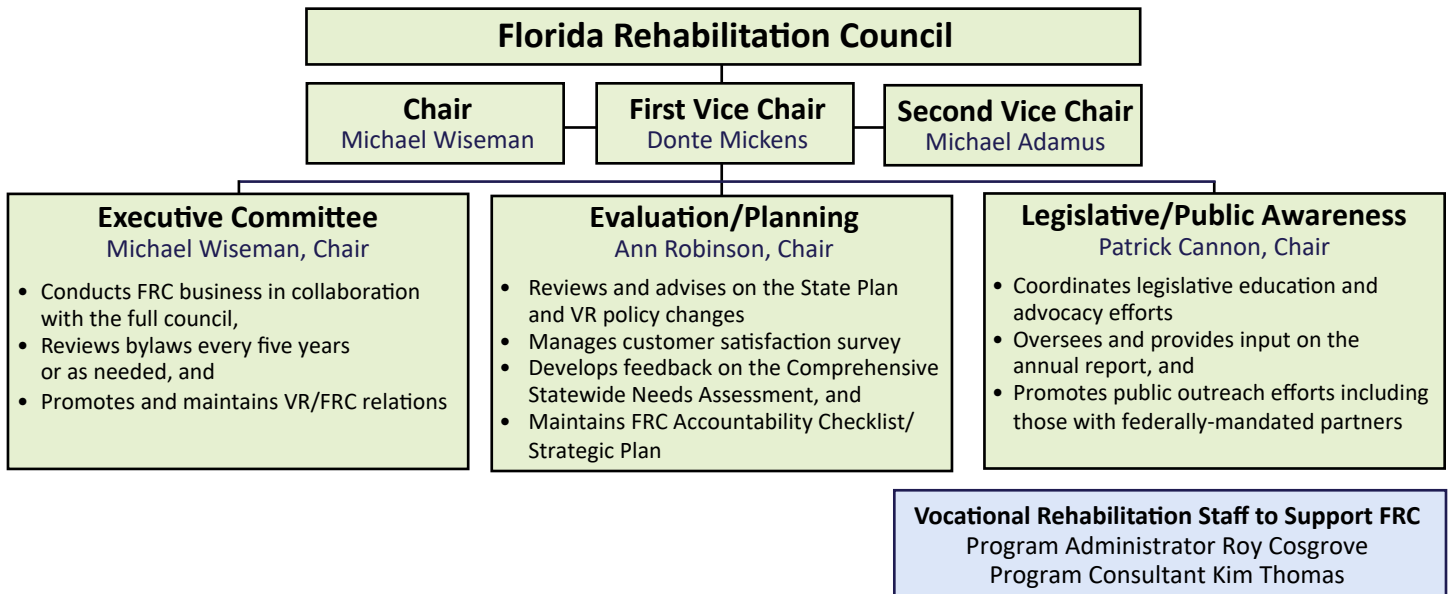 Florida Rehabilitation Council
Chair
Michael Wiseman
First Vice Chair
Donte Mickens
Second Vice Chair
Michael Adamus
Executive Committee
Michael Wiseman, Chair
• Conducts FRC business in collaboration
with the full council,
• Reviews bylaws every five years
or as needed, and
• Promotes and maintains VR/FRC relations
Evaluation/Planning
Ann Robinson, Chair
• Reviews and advises on the State Plan
and VR policy changes
• Manages customer satisfaction survey
• Develops feedback on the Comprehensive
Statewide Needs Assessment, and
• Maintains FRC Accountability Checklist/
Strategic Plan
Legislative/Public Awareness
Patrick Cannon, Chair
• Coordinates legislative education and
advocacy efforts
• Oversees and provides input on the
annual report, and
• Promotes public outreach efforts including
those with federally-mandated partners
Vocational Rehabilitation Staff to Support FRC
Program Administrator Roy Cosgrove
Program Consultant Kim Thomas